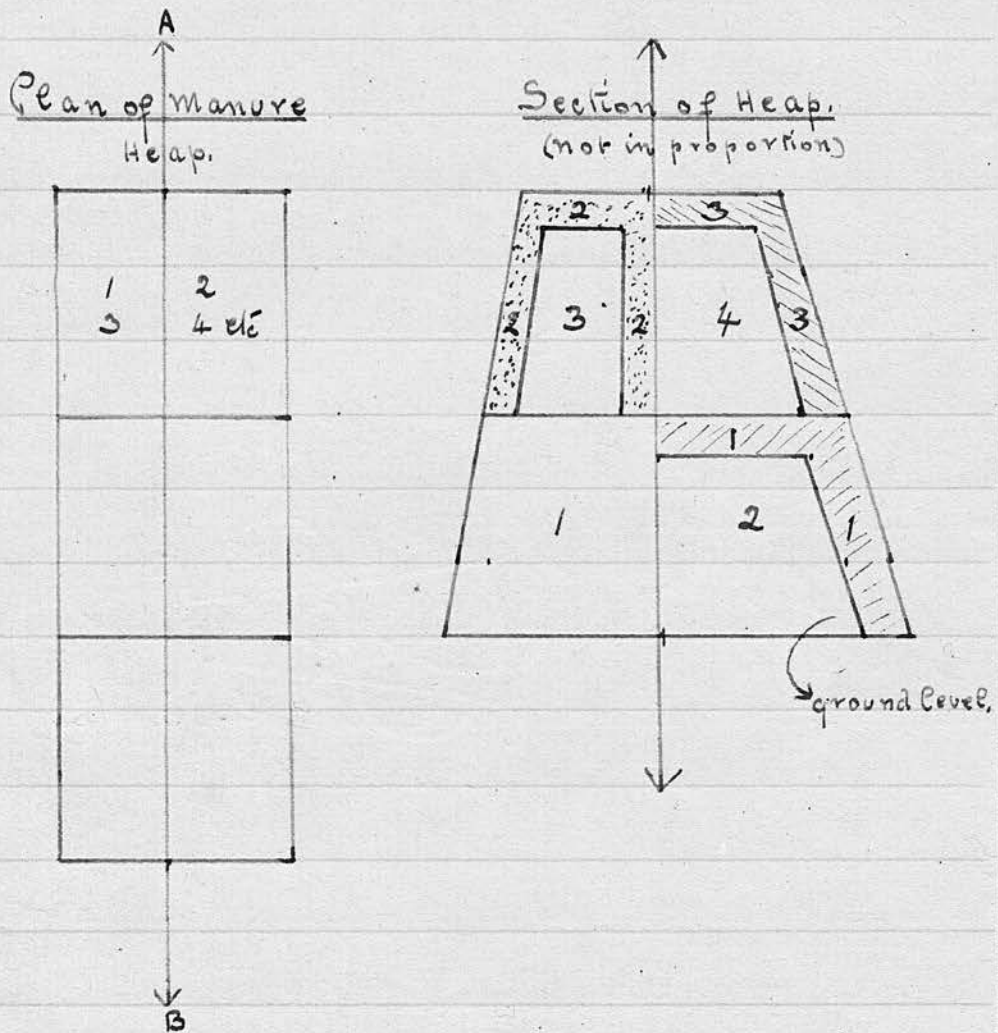 A
Plan of Manure
Heap.
1 2
3 4 etc
B
Section of Heap.
(not in proportion)
2 3
2 3 2 4 3
1
1 2 1
ground level.